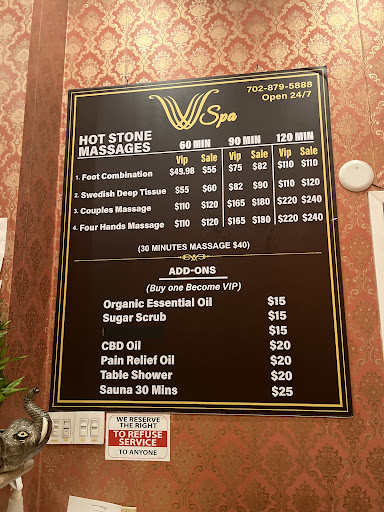 702-879-5888
Open 24/7
W Spa
HOT STONE
MASSAGES
60 MIN 90 MIN 120 MIN
Vip Sale Vip Sale Vip Sale
1. Foot Combination $49.98 $55 $75 $82 $110 $110
2. Swedish Deep Tissue $55 $60 $82 $90 $110 $120
3. Couples Massage $110 $120 $165 $180 $220 $240
4. Four Hands Massage $110 $120 $165 $180 $220 $240
(30 MINUTES MASSAGE $40)
ADD-ONS
(Buy one Become VIP)
Organic Essential Oil $15
Sugar Scrub $15
$15
CBD Oil $20
Pain Relief Oil $20
Table Shower $20
Sauna 30 Mins $25
WE RESERVE
THE RIGHT
TO REFUSE
SERVICE
TO ANYONE